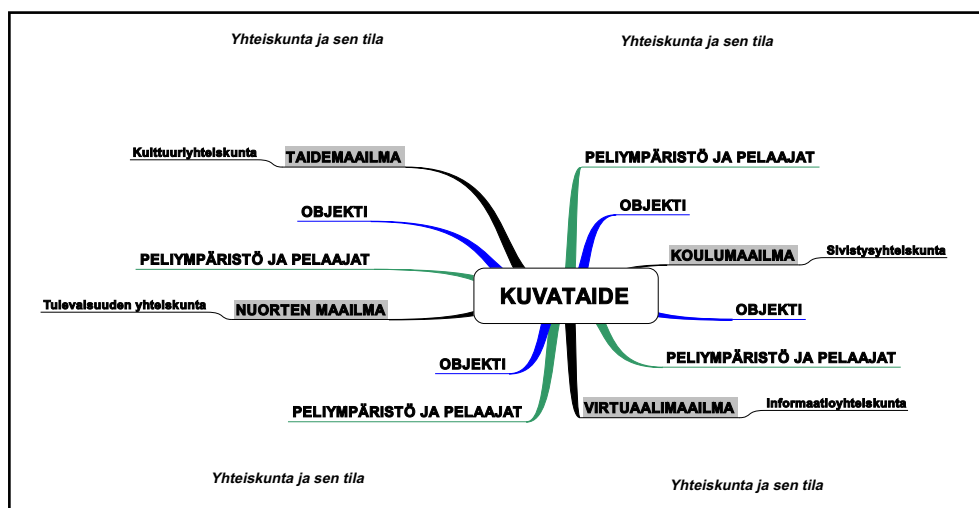 Yhteiskunta ja sen tila
Yhteiskunta ja sen tila
Kulttuuriyhteiskunta
TAIDEMAAILMA
PELIYMPÄRISTÖ JA PELAAJAT
OBJEKTI
OBJEKTI
PELIYMPÄRISTÖ JA PELAAJAT
KOULUMAAILMA
Sivistysyhteiskunta
KUVATAIDE
Tulevaisuuden yhteiskunta
NUORTEN MAAILMA
OBJEKTI
OBJEKTI
PELIYMPÄRISTÖ JA PELAAJAT
PELIYMPÄRISTÖ JA PELAAJAT
VIRTUAALIMAAILMA
Informaatioyhteiskunta
Yhteiskunta ja sen tila
Yhteiskunta ja sen tila